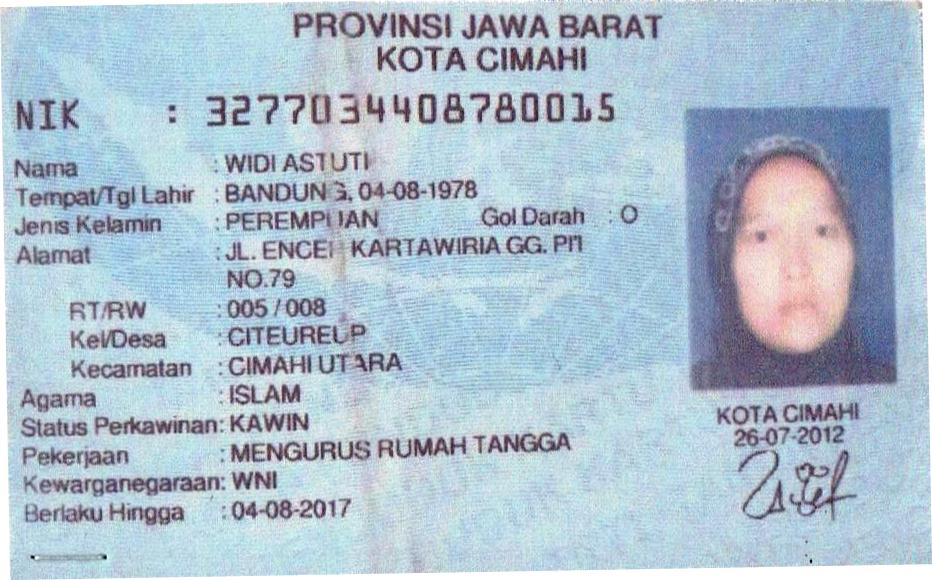 PROVINSI JAWA BARAT
KOTA CIMAHI
NIK : 3277034408780015
Nama : WIDI ASTUTI
Tempat/Tgl Lahir : BANDUNG, 04-08-1978
Jenis Kelamin : PEREMPUAN Gol Darah : O
Alamat : JL. KARTAWIRIA GG.
NO.79
RT/RW : 005 / 008
Kel/Desa : CITEUREUP
Kecamatan : CIMAHI UTARA
Agama : ISLAM
Status Perkawinan: KAWIN
Pekerjaan : MENGURUS RUMAH TANGGA
Kewarganegaraan: WNI
Berlaku Hingga : 04-08-2017
KOTA CIMAHI
26-07-2012